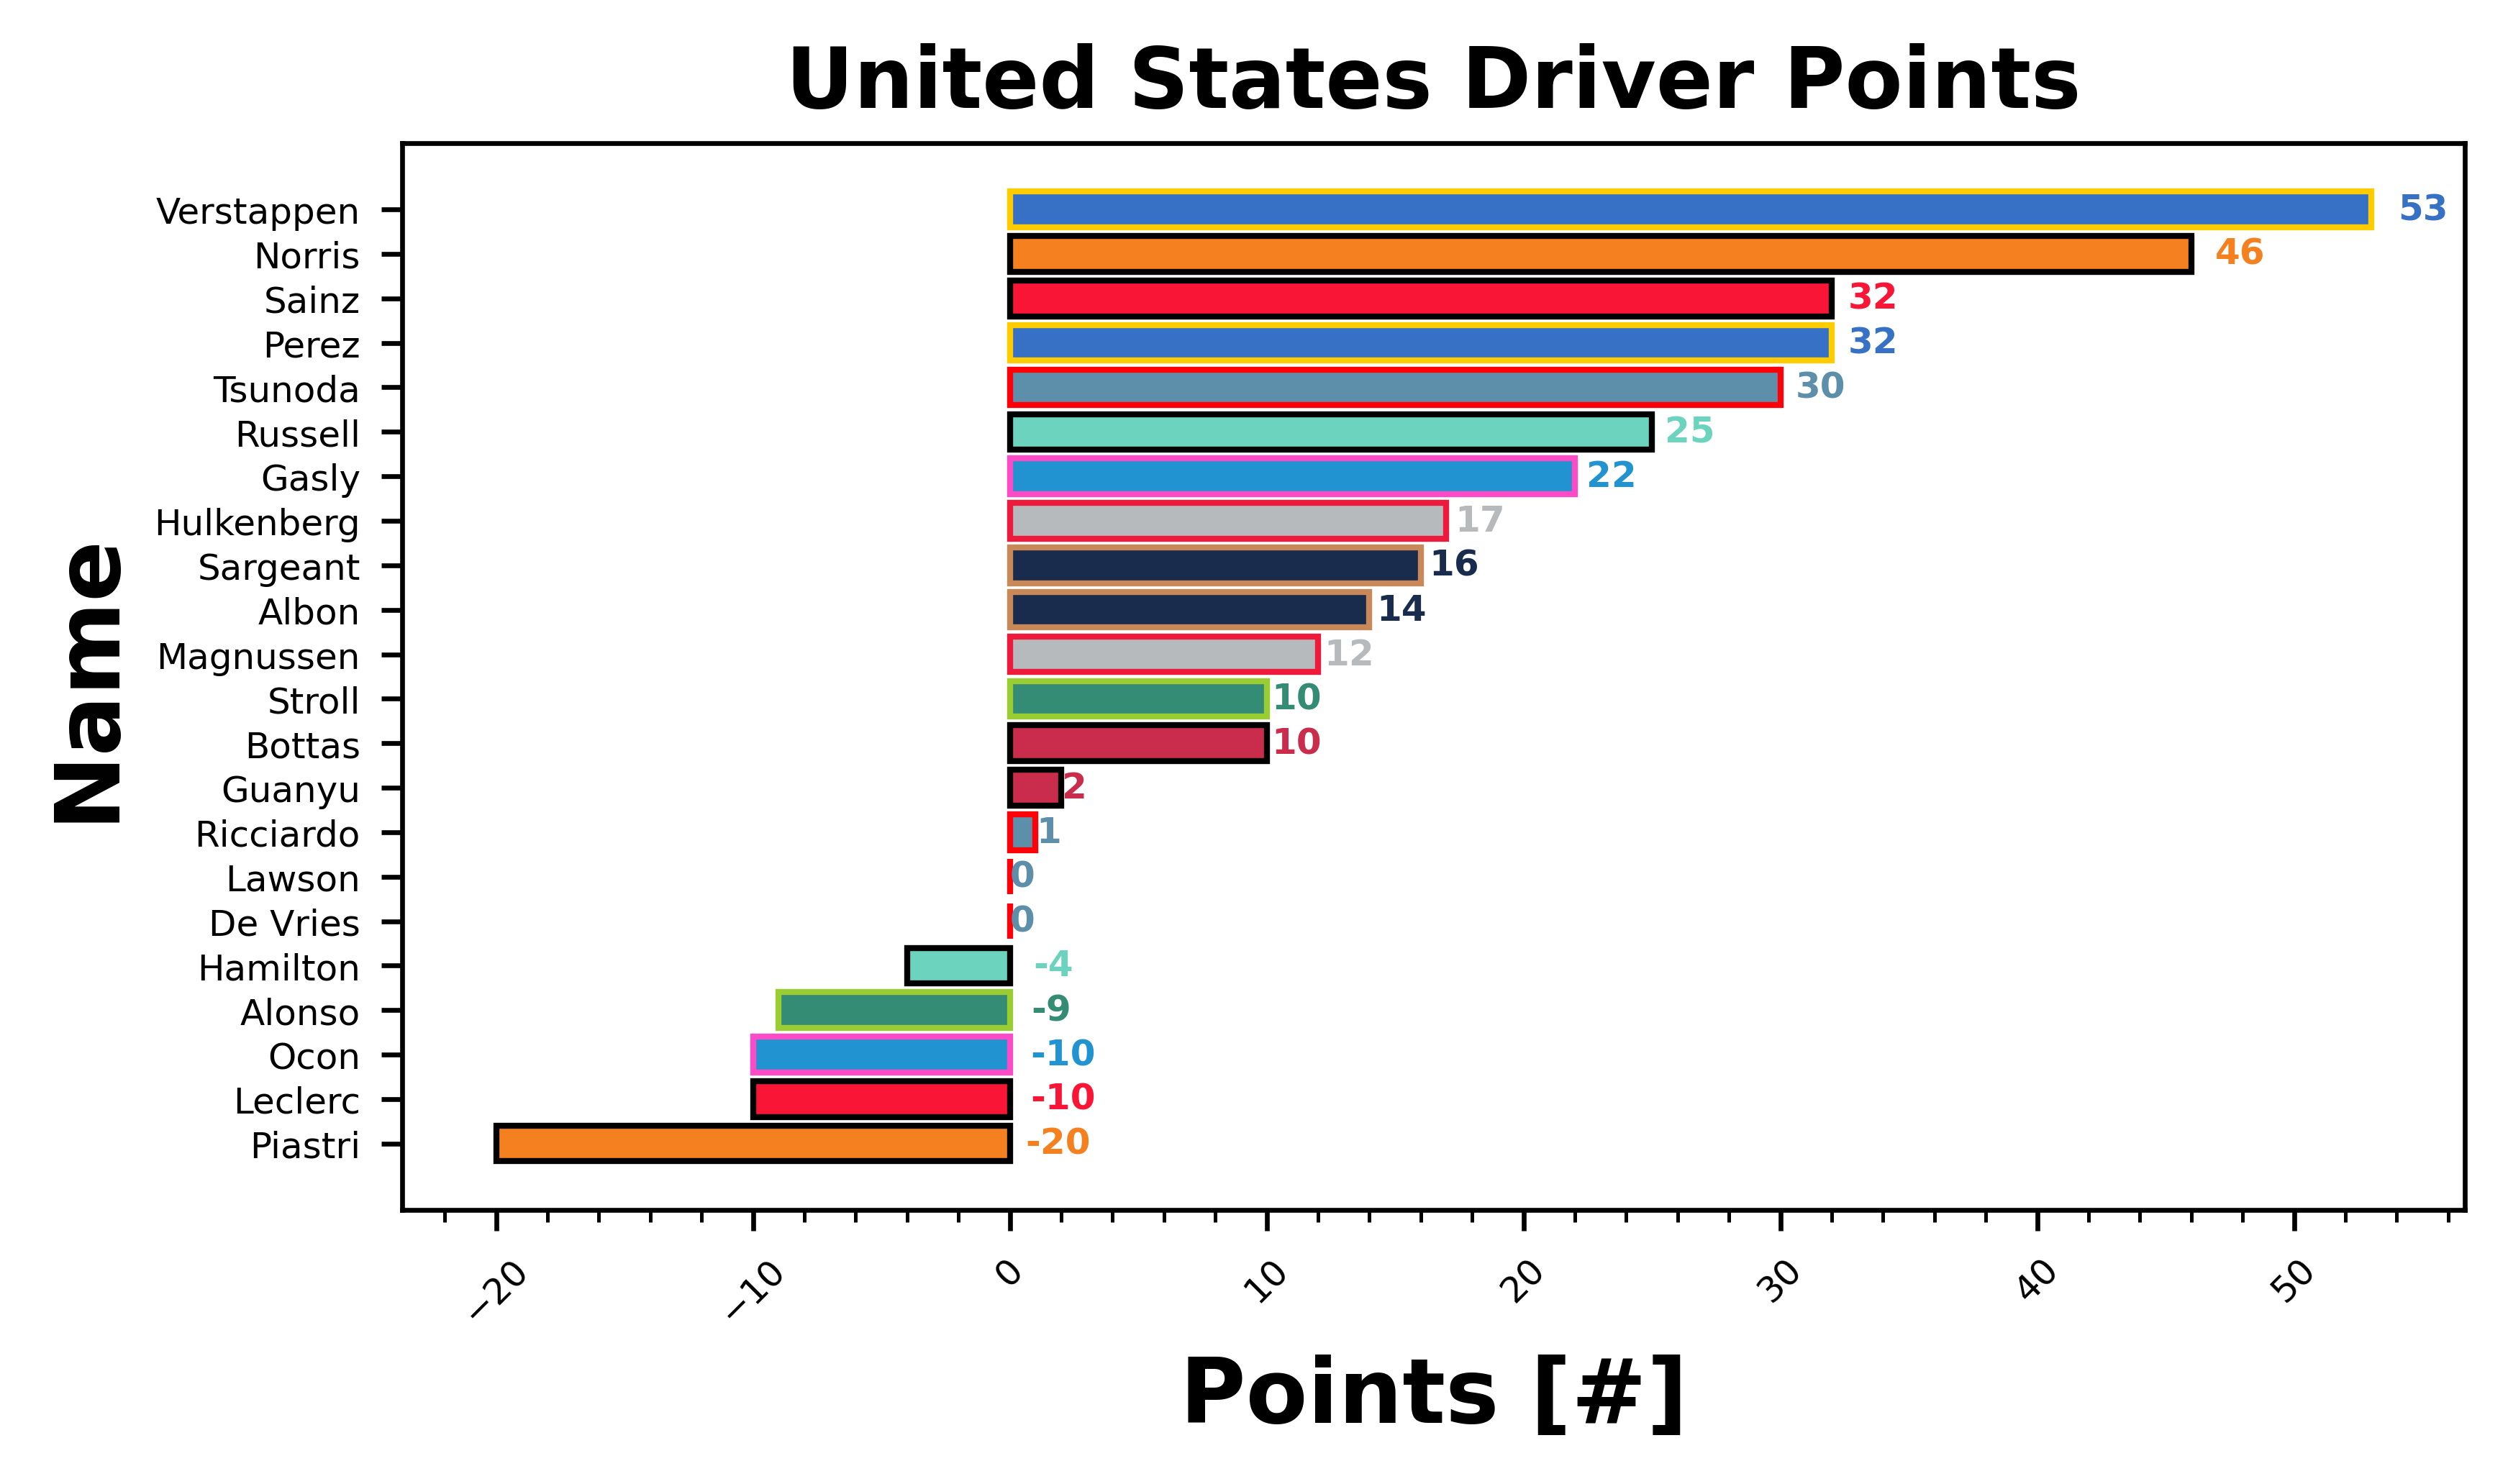 United States Driver Points
Name
Verstappen 53
Norris 46
Sainz 32
Perez 32
Tsunoda 30
Russell 25
Gasly 22
Hulkenberg 17
Sargeant 16
Albon 14
Magnussen 12
Stroll 10
Bottas 10
Guanyu 2
Ricciardo 1
Lawson 0
De Vries 0
Hamilton -4
Alonso -9
Ocon -10
Leclerc -10
Piastri -20
−20 −10 0 10 20 30 40 50
Points [#]